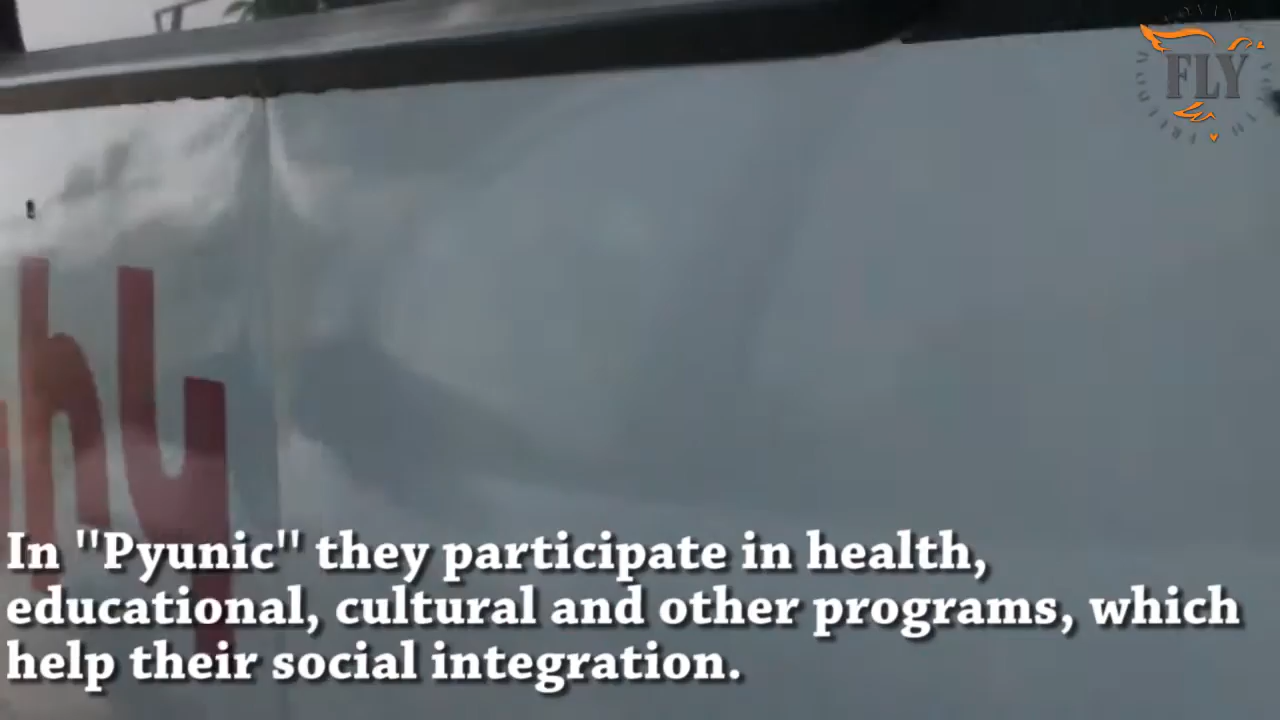 FLY
In "Pyunic" they participate in health,
educational, cultural and other programs, which
help their social integration.